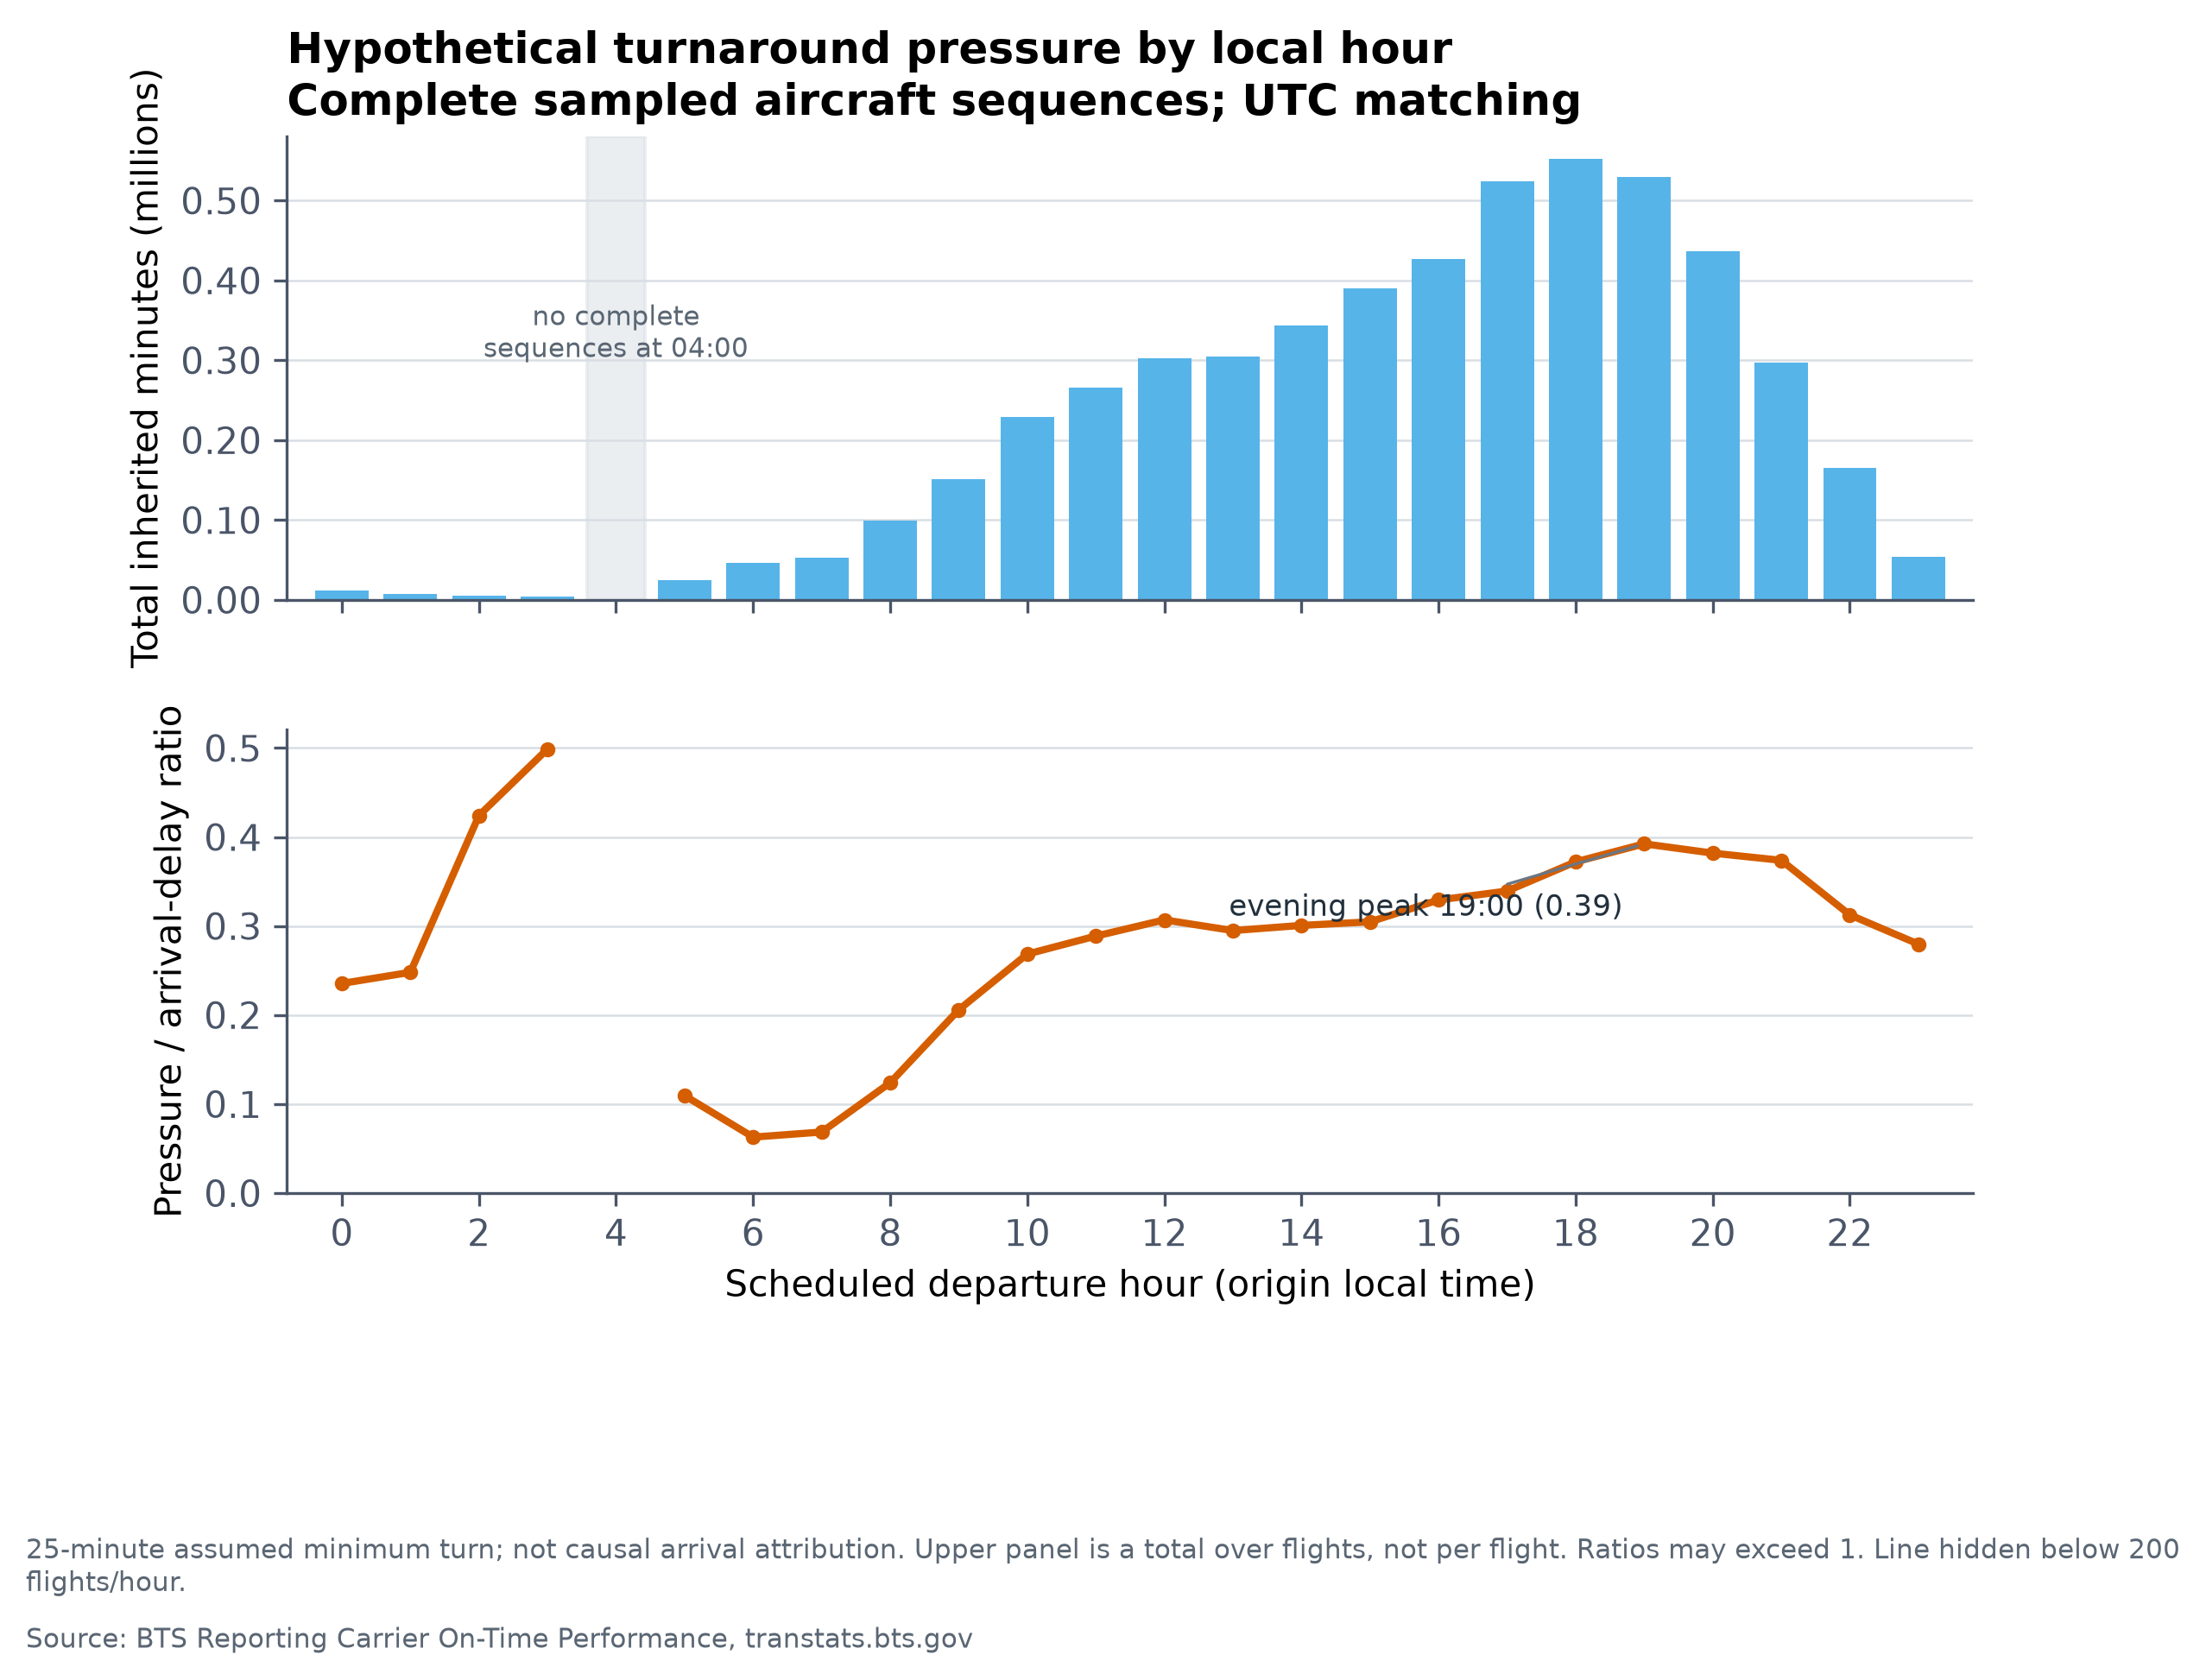 Hypothetical turnaround pressure by local hour
Complete sampled aircraft sequences; UTC matching
Total inherited minutes (millions)
0.50
0.40
0.30
0.20
0.10
0.00
no complete
sequences at 04:00
Pressure / arrival-delay ratio
0.5
0.4
0.3
0.2
0.1
0.0
evening peak 19:00 (0.39)
0 2 4 6 8 10 12 14 16 18 20 22
Scheduled departure hour (origin local time)
25-minute assumed minimum turn; not causal arrival attribution. Upper panel is a total over flights, not per flight. Ratios may exceed 1. Line hidden below 200
flights/hour.
Source: BTS Reporting Carrier On-Time Performance, transtats.bts.gov